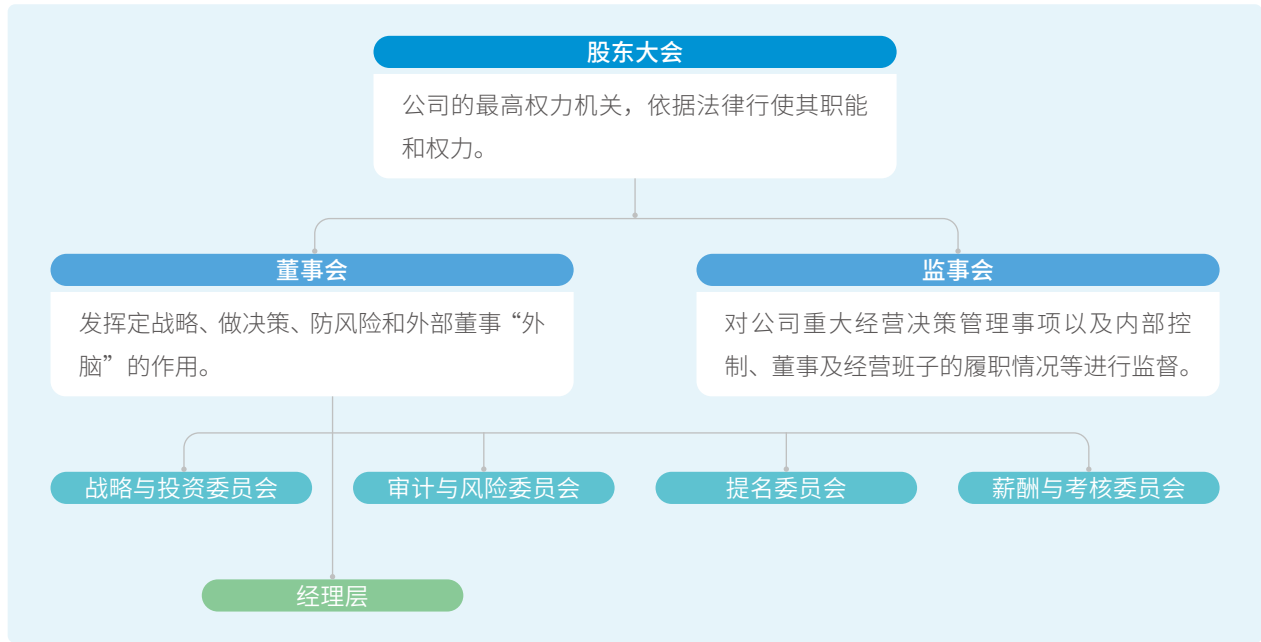 股东大会
公司的最高权力机关，依据法律行使其职能
和权力。
董事会
发挥定战略、做决策、防风险和外部董事“外
脑”的作用。
监事会
对公司重大经营决策管理事项以及内部控
制、董事及经营班子的履职情况等进行监督。
战略与投资委员会
审计与风险委员会
提名委员会
薪酬与考核委员会
经理层